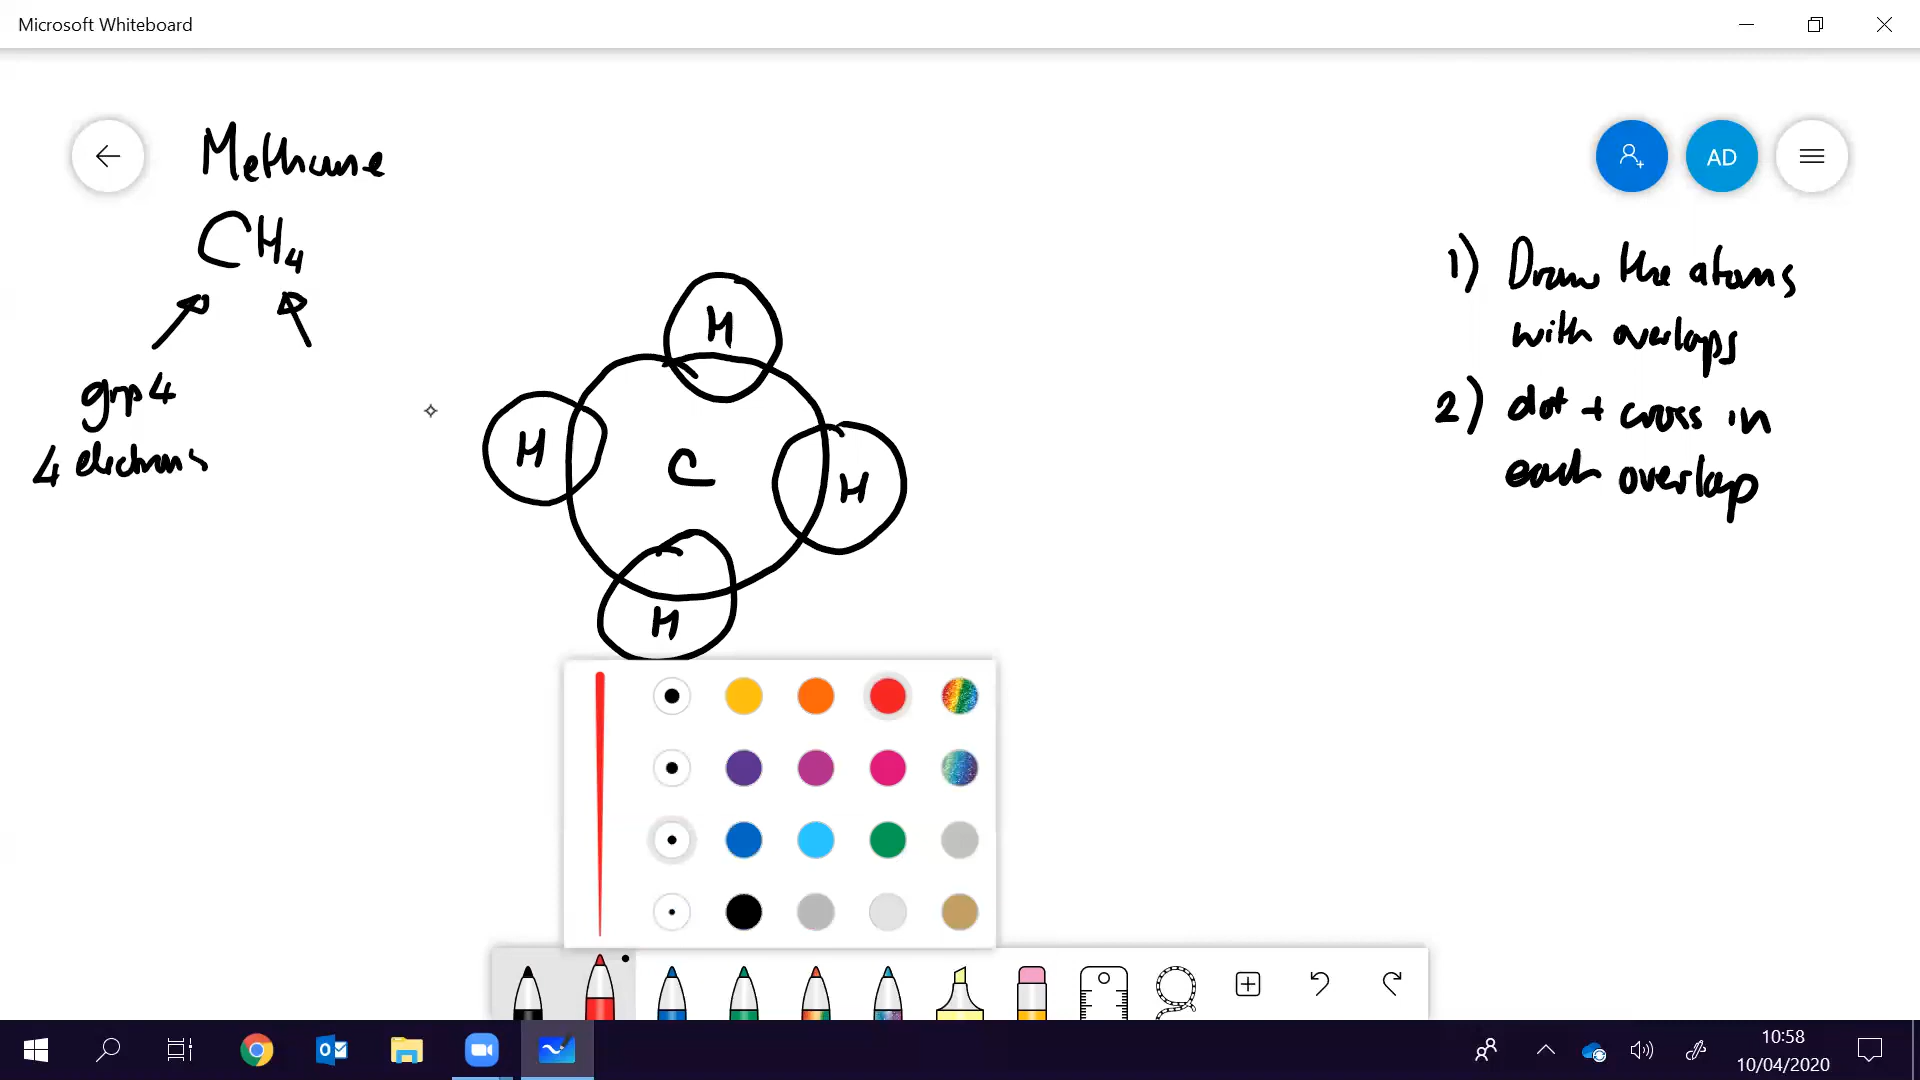 Microsoft Whiteboard
Methane
CH4
grp 4
4 electrons
H
H
C
H
H
AD
1) Draw the atoms
with overlaps
2) dot + cross in
each overlap
10:58
10/04/2020